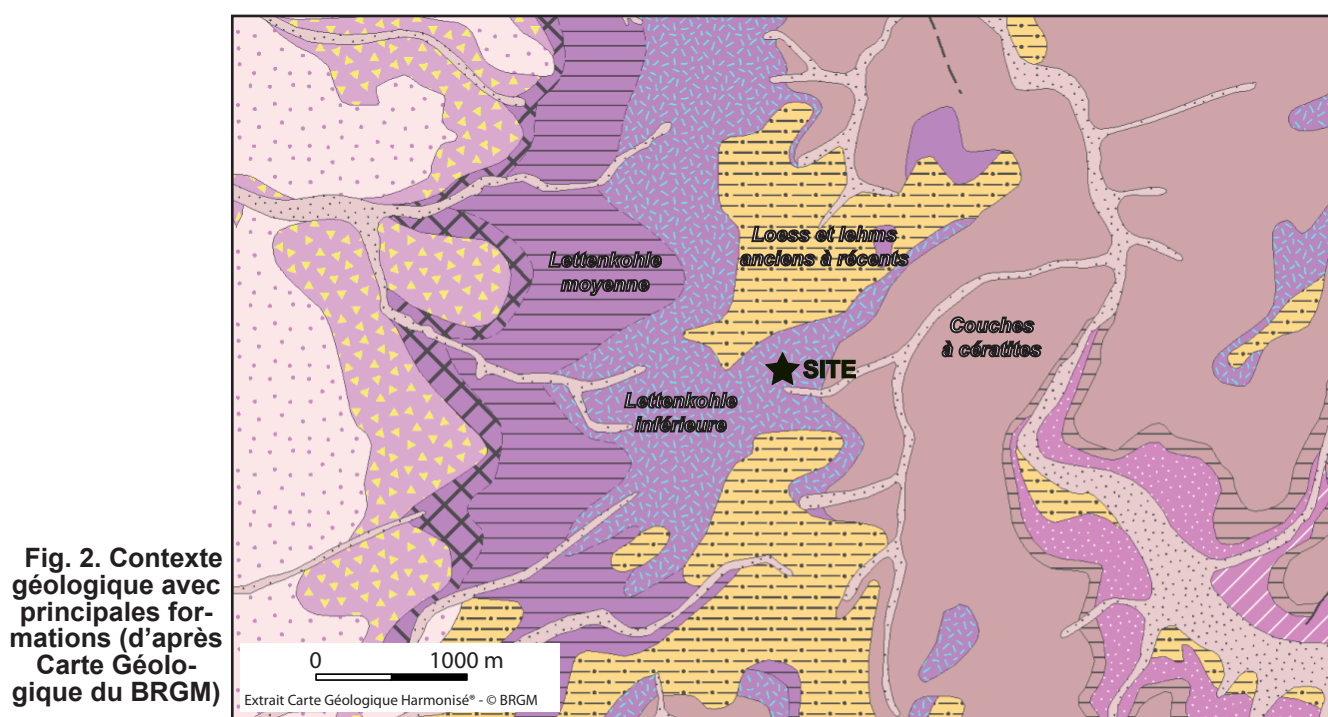 Lettenkohle
moyenne
Loess et lehms
anciens à récents
Couches
à cératites
SITE
Lettenkohle
inférieure
Fig. 2. Contexte
géologique avec
principales for-
mations (d'après
Carte Géolo-
gique du BRGM)
0 1000 m
Extrait Carte Géologique Harmonisé® - © BRGM